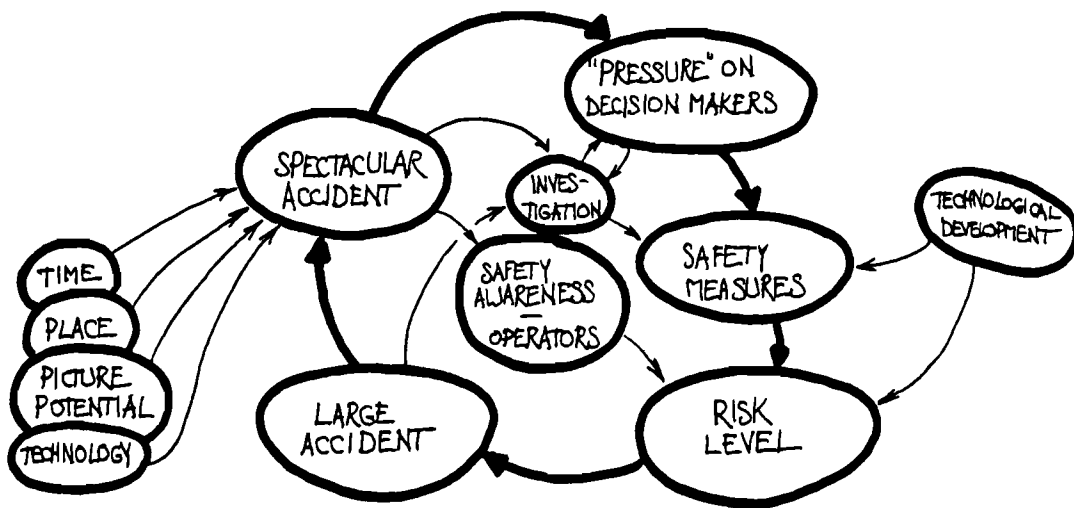 "PRESSURE" ON
DECISION MAKERS
SPECTACULAR
ACCIDENT
INVES-
TIGATION
TECHNOLOGICAL
DEVELOPMENT
TIME
PLACE
PICTURE
POTENTIAL
TECHNOLOGY
SAFETY
AWARENESS
—
OPERATORS
SAFETY
MEASURES
LARGE
ACCIDENT
RISK
LEVEL